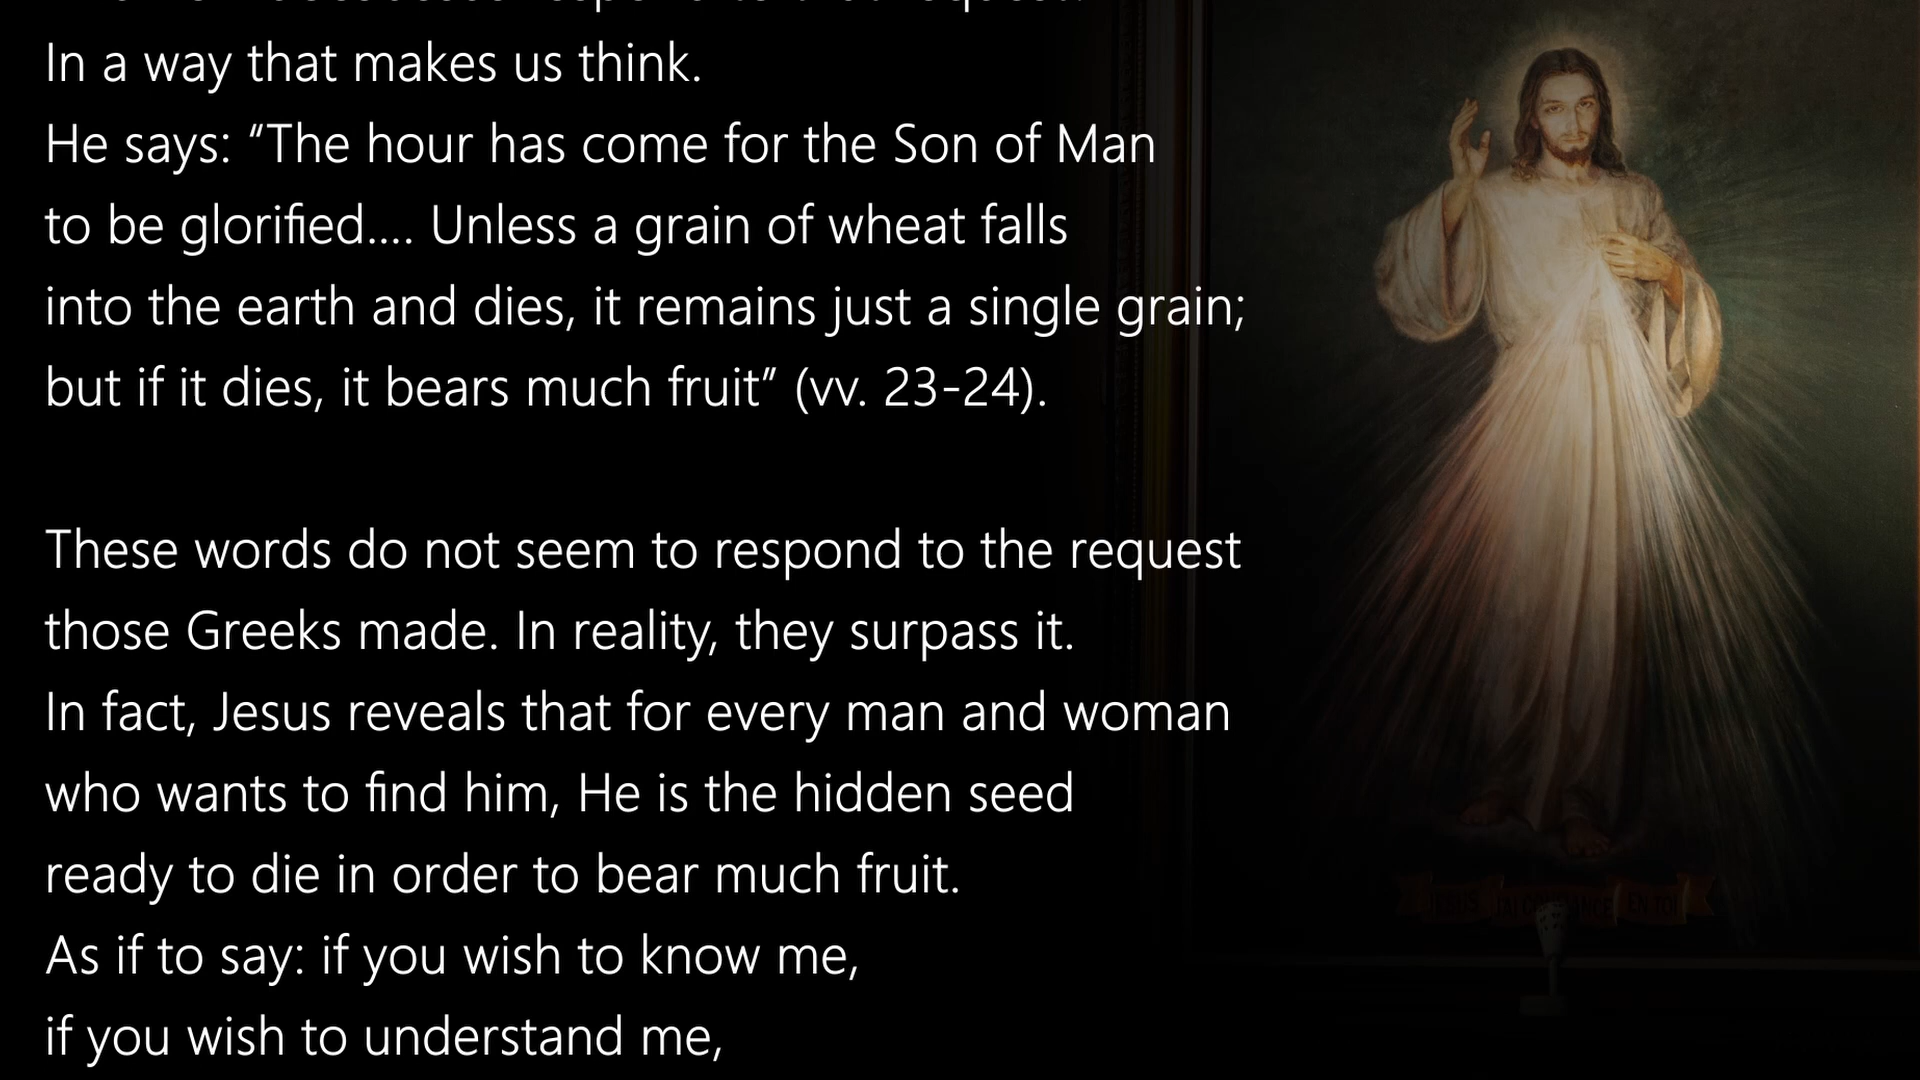 In a way that makes us think.
He says: “The hour has come for the Son of Man
to be glorified.... Unless a grain of wheat falls
into the earth and dies, it remains just a single grain;
but if it dies, it bears much fruit” (vv. 23-24).
These words do not seem to respond to the request
those Greeks made. In reality, they surpass it.
In fact, Jesus reveals that for every man and woman
who wants to find him, He is the hidden seed
ready to die in order to bear much fruit.
As if to say: if you wish to know me,
if you wish to understand me,